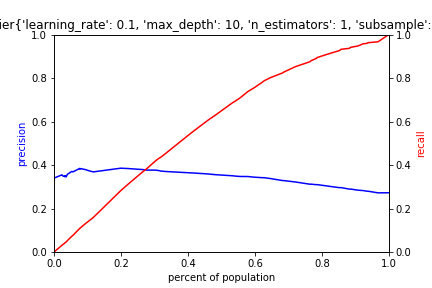 ier{'learning_rate': 0.1, 'max_depth': 10, 'n_estimators': 1, 'subsample':
1.0 1.0
0.8 0.8
0.6 0.6
precision recall
0.4 0.4
0.2 0.2
0.0 0.0
0.0 0.2 0.4 0.6 0.8 1.0
percent of population